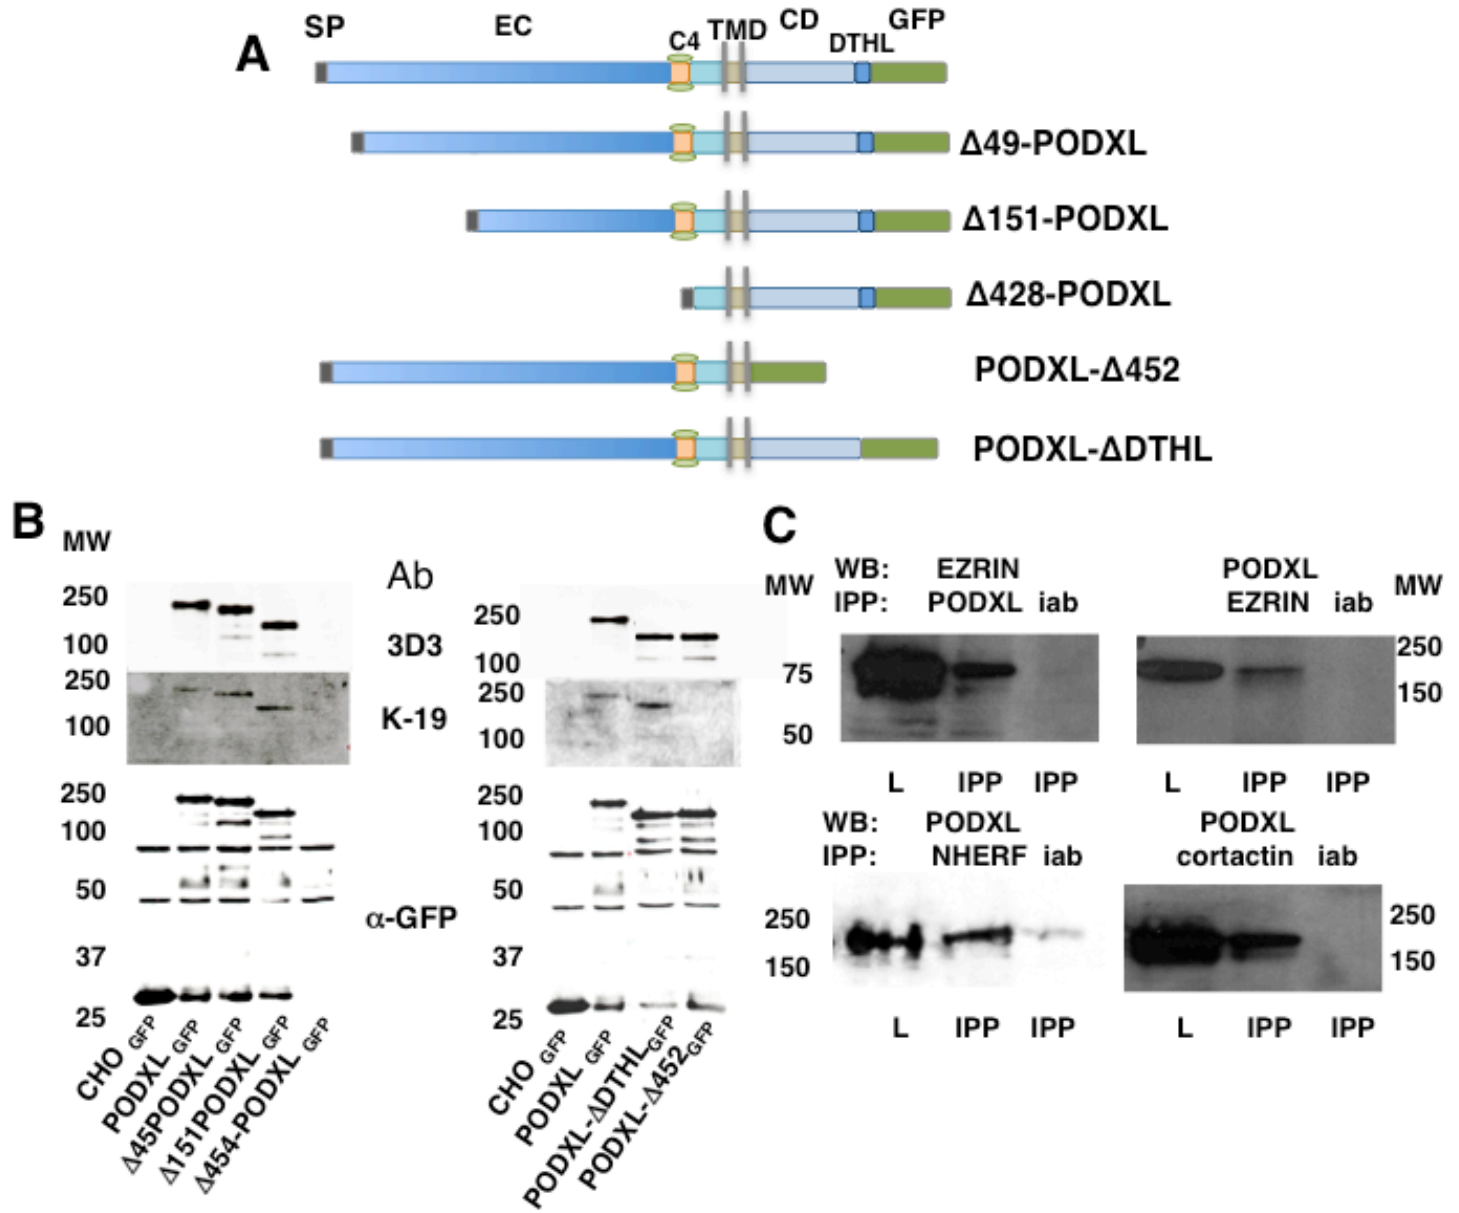 A
SP EC C4 TMD CD DTHL GFP
Δ49-PODXL
Δ151-PODXL
Δ428-PODXL
PODXL-Δ452
PODXL-ΔDTHL
B
MW
Ab
250
100
3D3
250
100
250
100
K-19
250
100
250
100
50
37
25
α-GFP
250
100
50
37
25
CHO GFP
PODXL GFP
Δ45PODXL GFP
Δ151PODXL GFP
Δ454-PODXL GFP
CHO GFP
PODXL GFP
PODXL-ΔDTHL GFP
PODXL-Δ452 GFP
C
MW
WB: EZRIN
IPP: PODXL iab
75
50
L IPP IPP
PODXL
EZRIN iab
MW
250
150
L IPP IPP
WB: PODXL
IPP: NHERF iab
250
150
L IPP IPP
PODXL
cortactin iab
250
150
L IPP IPP